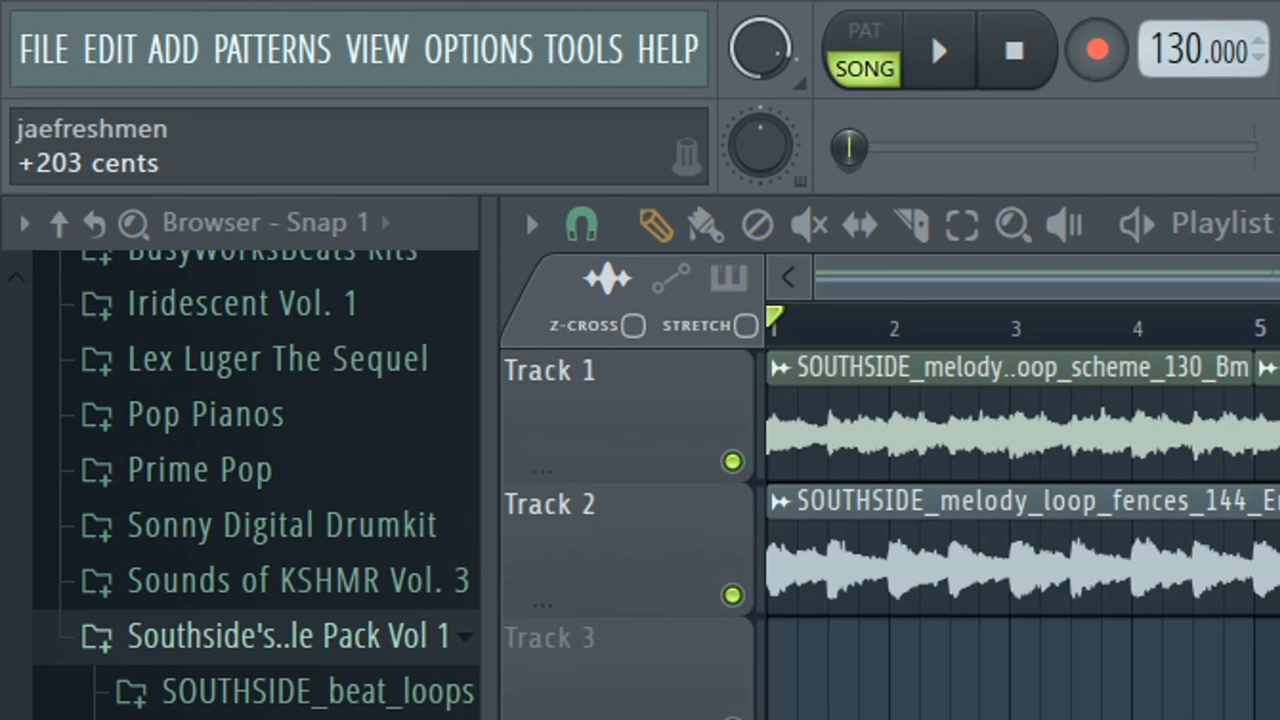 FILE EDIT ADD PATTERNS VIEW OPTIONS TOOLS HELP
PAT
SONG
130.000
jaefreshmen
+203 cents
Browser - Snap 1
Playlist
BusyWorksBeats Kits
Iridescent Vol. 1
Lex Luger The Sequel
Pop Pianos
Prime Pop
Sonny Digital Drumkit
Sounds of KSHMR Vol. 3
Southside's..le Pack Vol 1
SOUTHSIDE_beat_loops
Z-CROSS STRETCH
1 2 3 4 5
Track 1
SOUTHSIDE_melody..oop_scheme_130_Bm
Track 2
SOUTHSIDE_melody_loop_fences_144_E
Track 3